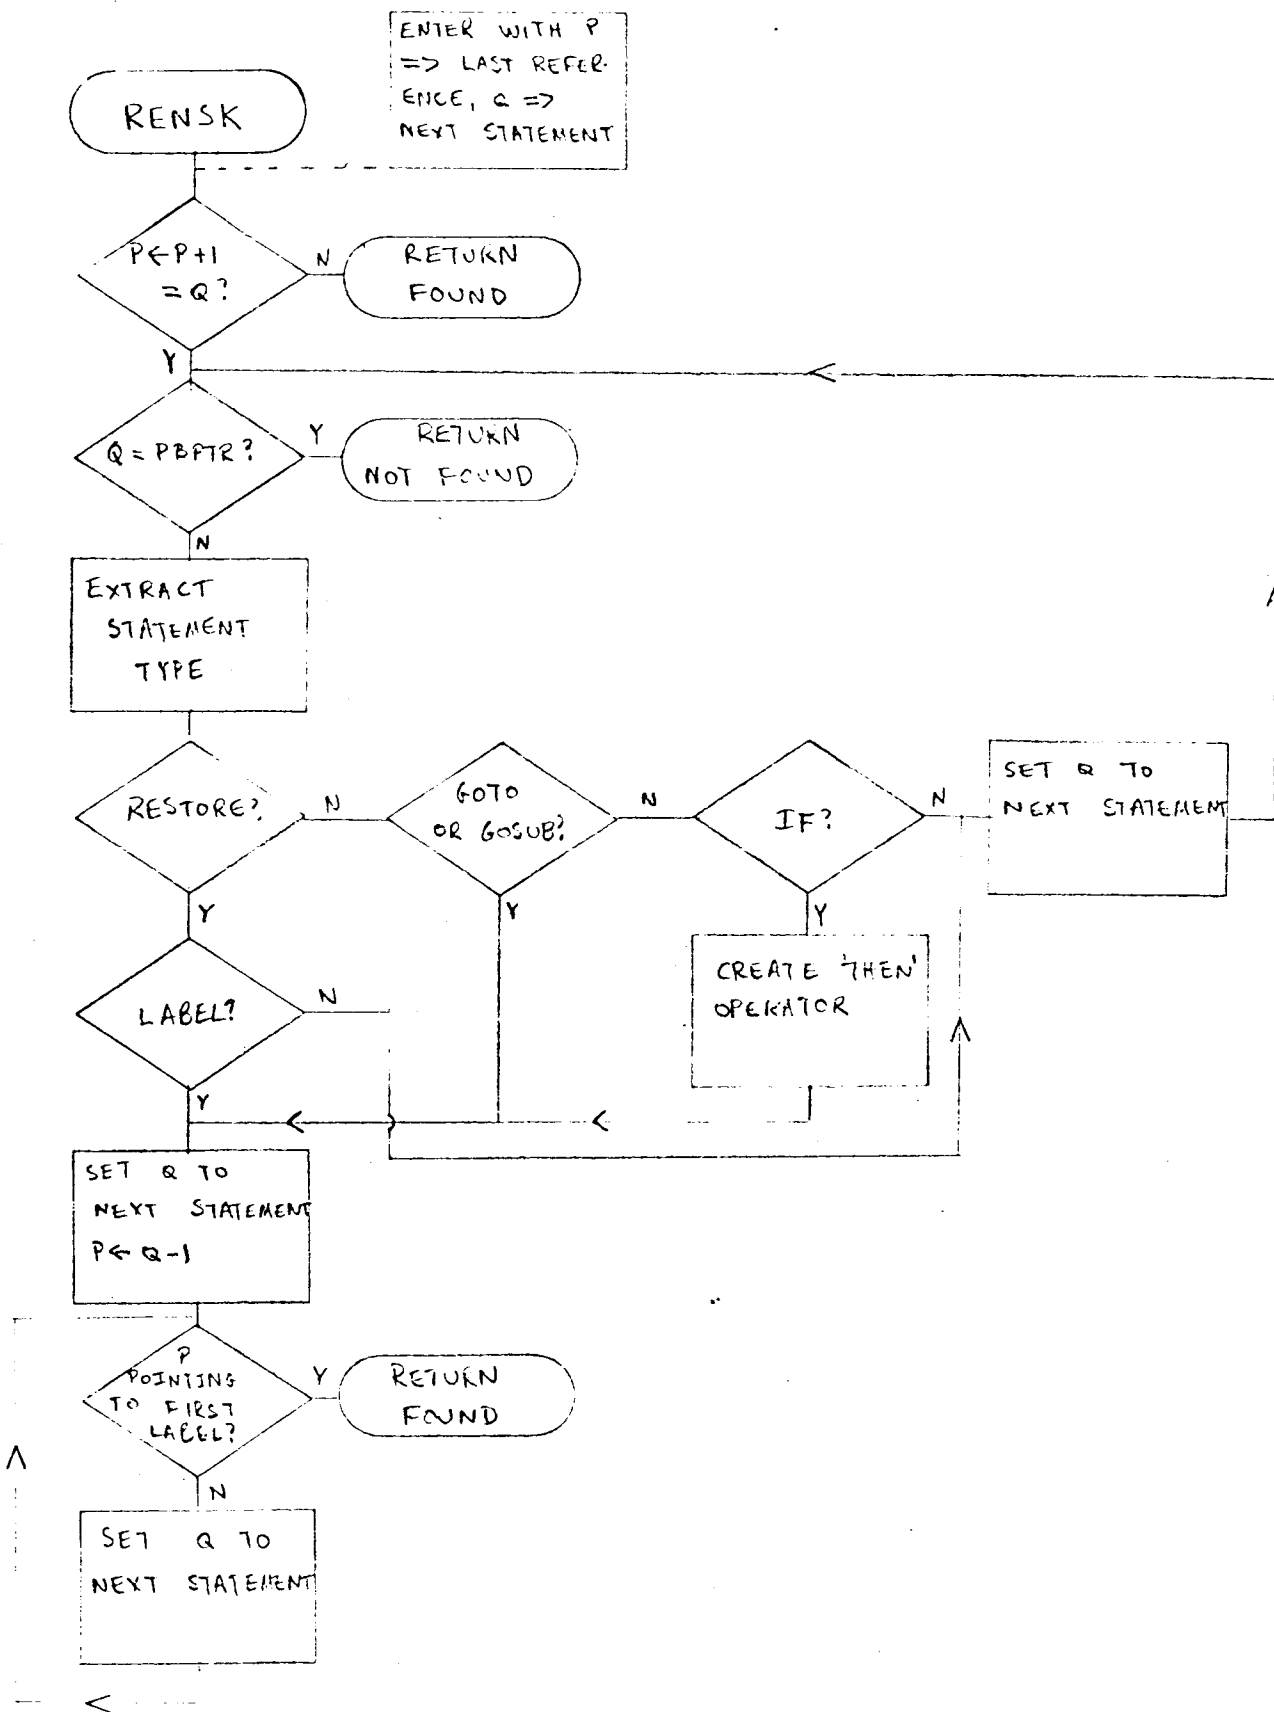 ENTER WITH P
=> LAST REFER-
ENCE, Q =>
NEXT STATEMENT
RENSK
P←P+1
= Q?
N
RETURN
FOUND
Y
Q = PBPTR?
Y
RETURN
NOT FOUND
N
EXTRACT
STATEMENT
TYPE
RESTORE?
N
GOTO
OR GOSUB?
N
IF?
N
SET Q TO
NEXT STATEMENT
Y
Y
Y
CREATE 'THEN'
OPERATOR
LABEL?
N
Y
SET Q TO
NEXT STATEMENT
P← Q-1
P
POINTING
TO FIRST
LABEL?
Y
RETURN
FOUND
N
SET Q TO
NEXT STATEMENT